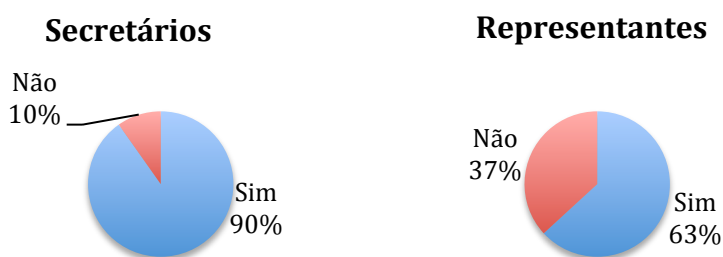 Secretários
Não
10%
Sim
90%
Representantes
Não
37%
Sim
63%